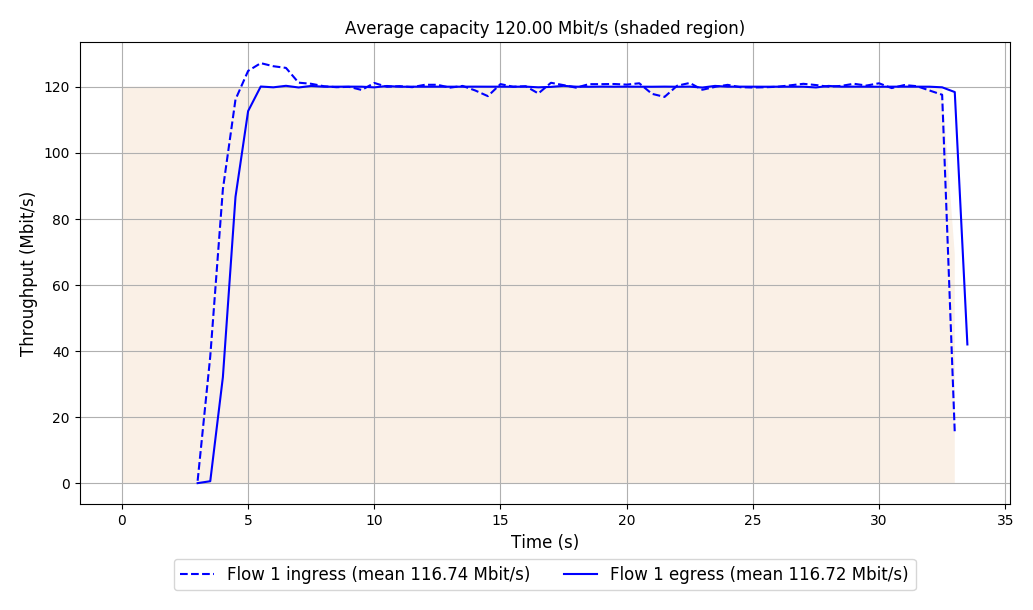 Average capacity 120.00 Mbit/s (shaded region)
120
100
80
60
40
20
0
Throughput (Mbit/s)
0 5 10 15 20 25 30 35
Time (s)
Flow 1 ingress (mean 116.74 Mbit/s) Flow 1 egress (mean 116.72 Mbit/s)